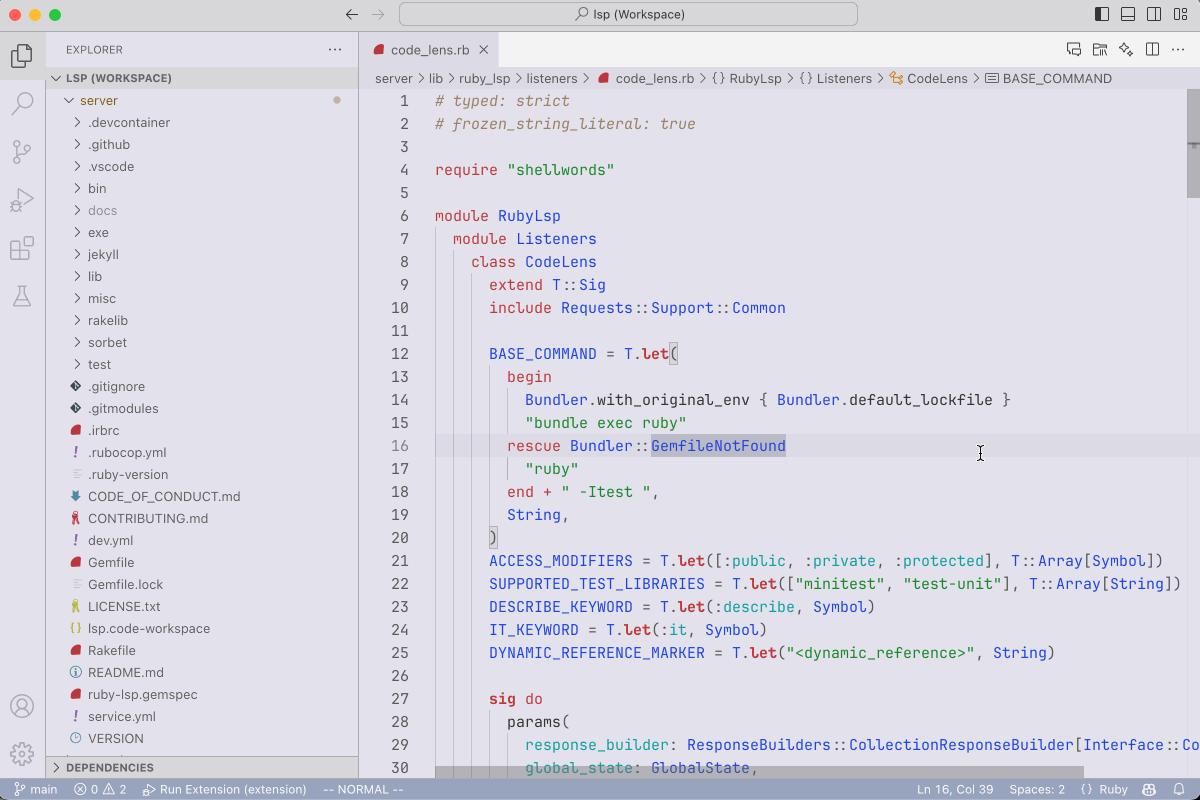 lsp (Workspace)
EXPLORER
LSP (WORKSPACE)
server
.devcontainer
.github
.vscode
bin
docs
exe
jekyll
lib
misc
rakelib
sorbet
test
.gitignore
.gitmodules
.irbrc
.rubocop.yml
.ruby-version
CODE_OF_CONDUCT.md
CONTRIBUTING.md
dev.yml
Gemfile
Gemfile.lock
LICENSE.txt
lsp.code-workspace
Rakefile
README.md
ruby-lsp.gemspec
service.yml
VERSION
DEPENDENCIES
code_lens.rb
server > lib > ruby_lsp > listeners > code_lens.rb > {} RubyLsp > {} Listeners > CodeLens > BASE_COMMAND
1 # typed: strict
2 # frozen_string_literal: true
3
4 require "shellwords"
5
6 module RubyLsp
7 module Listeners
8 class CodeLens
9 extend T::Sig
10 include Requests::Support::Common
11
12 BASE_COMMAND = T.let(
13 begin
14 Bundler.with_original_env { Bundler.default_lockfile }
15 "bundle exec ruby"
16 rescue Bundler::GemfileNotFound
17 "ruby"
18 end + " -Itest ",
19 String,
20 )
21 ACCESS_MODIFIERS = T.let([:public, :private, :protected], T::Array[Symbol])
22 SUPPORTED_TEST_LIBRARIES = T.let(["minitest", "test-unit"], T::Array[String])
23 DESCRIBE_KEYWORD = T.let(:describe, Symbol)
24 IT_KEYWORD = T.let(:it, Symbol)
25 DYNAMIC_REFERENCE_MARKER = T.let("<dynamic_reference>", String)
26
27 sig do
28 params(
29 response_builder: ResponseBuilders::CollectionResponseBuilder[Interface::Co
30 global_state: GlobalState,
main 0 2 Run Extension (extension) -- NORMAL -- Ln 16, Col 39 Spaces: 2 {} Ruby